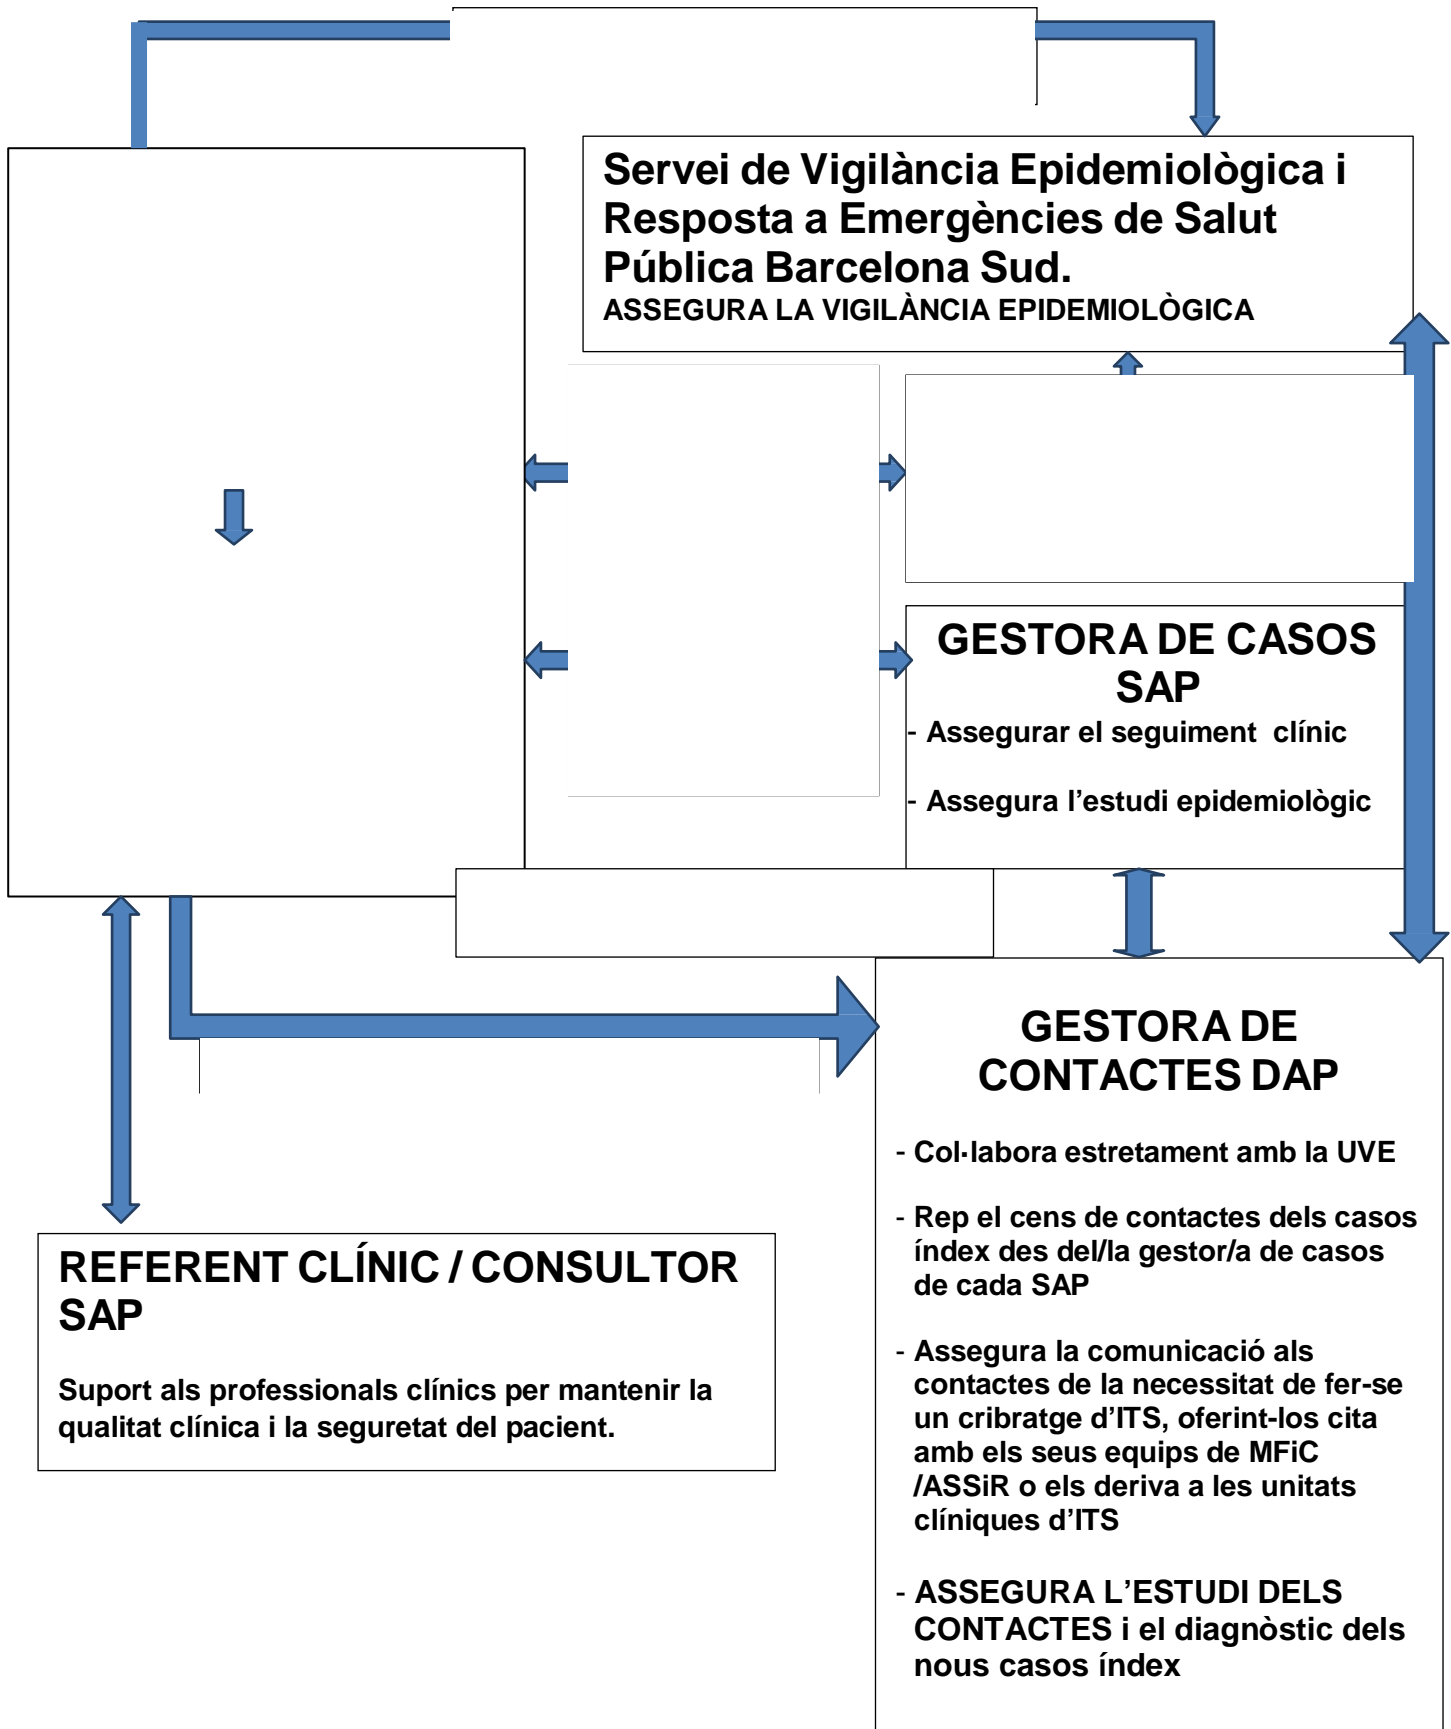 Servei de Vigilància Epidemiològica i
Resposta a Emergències de Salut
Pública Barcelona Sud.
ASSEGURA LA VIGILÀNCIA EPIDEMIOLÒGICA
GESTORA DE CASOS
SAP
- Assegurar el seguiment  clínic
- Assegura l’estudi epidemiològic
GESTORA DE
CONTACTES DAP
- Col·labora estretament amb la UVE
- Rep el cens de contactes dels casos
índex des del/la gestor/a de casos
de cada SAP
- Assegura la comunicació als
contactes de la necessitat de fer-se
un cribratge d’ITS, oferint-los cita
amb els seus equips de MFiC
/ASSiR o els deriva a les unitats
clíniques d’ITS
- ASSEGURA L’ESTUDI DELS
CONTACTES i el diagnòstic dels
nous casos índex
REFERENT CLÍNIC / CONSULTOR
SAP
Suport als professionals clínics per mantenir la
qualitat clínica i la seguretat del pacient.